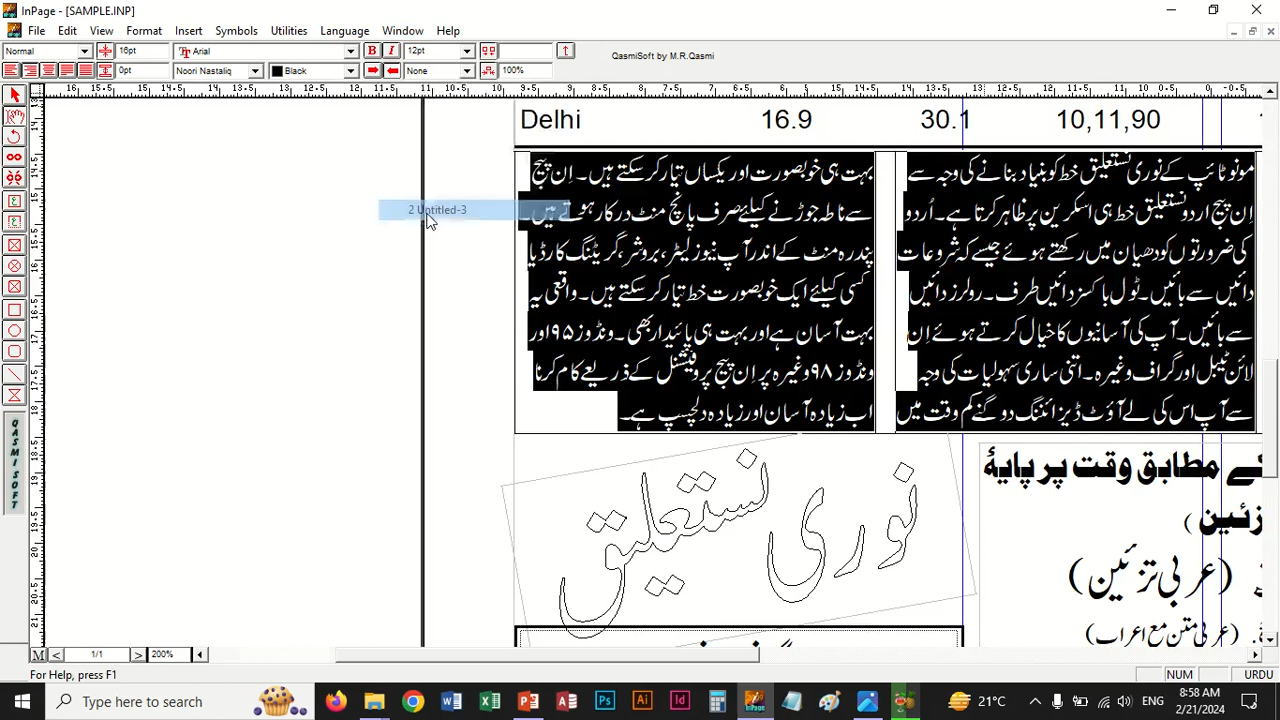 InPage - [SAMPLE.INP]
File Edit View Format Insert Symbols Utilities Language Window Help
Normal 16pt Arial B I 12pt
QasmiSoft by M.R.Qasmi
0pt Noori Nastaliq Black None 100%
Delhi 16.9 30.1 10,11,90
مونو ٹائپ کے نوری نستعلیق خط کو بنیاد بنانے کی وجہ سے
اِن پیج اردو نستعلیق خط ہی اسکرین پر ظاہر کرتا ہے۔ اُردو
کی ضرورتوں کو دھیان میں رکھتے ہوئے جیسے کہ شروعات
دائیں سے بائیں۔ ٹول باکسز دائیں طرف۔ رولرز دائیں
سے بائیں۔ آپ کی آسانیوں کا خیال کرتے ہوئے اِن
لائن ٹیبل اور گراف وغیرہ۔ اتنی ساری سہولیات کی وجہ
سے آپ اس کی لے آؤٹ ڈیزائننگ دو گنے کم وقت میں
بہت ہی خوبصورت اور یکساں تیار کر سکتے ہیں۔ اِن پیج
سے ناطہ جوڑنے کیلئے صرف پانچ منٹ درکار ہوتے ہیں۔
پندرہ منٹ کے اندر آپ نیوز لیٹر، بروشر، گریٹنگ کارڈ یا
کسی کیلئے ایک خوبصورت خط تیار کر سکتے ہیں۔ واقعی یہ
بہت آسان ہے اور بہت ہی پائیدار بھی۔ ونڈوز ۹۵ اور
ونڈوز ۹۸ وغیرہ پر اِن پیج پروفیشنل کے ذریعے کام کرنا
اب زیادہ آسان اور زیادہ دلچسپ ہے۔
2 Untitled-3
نوری نستعلیق
کے مطابق وقت پر پایۂ
زئین (
(عربی تزئین)
(عربی متن مع اعراب)
QASMISOFT
M 1/1 200%
For Help, press F1
NUM URDU
Type here to search
21°C
ENG
8:58 AM
2/21/2024